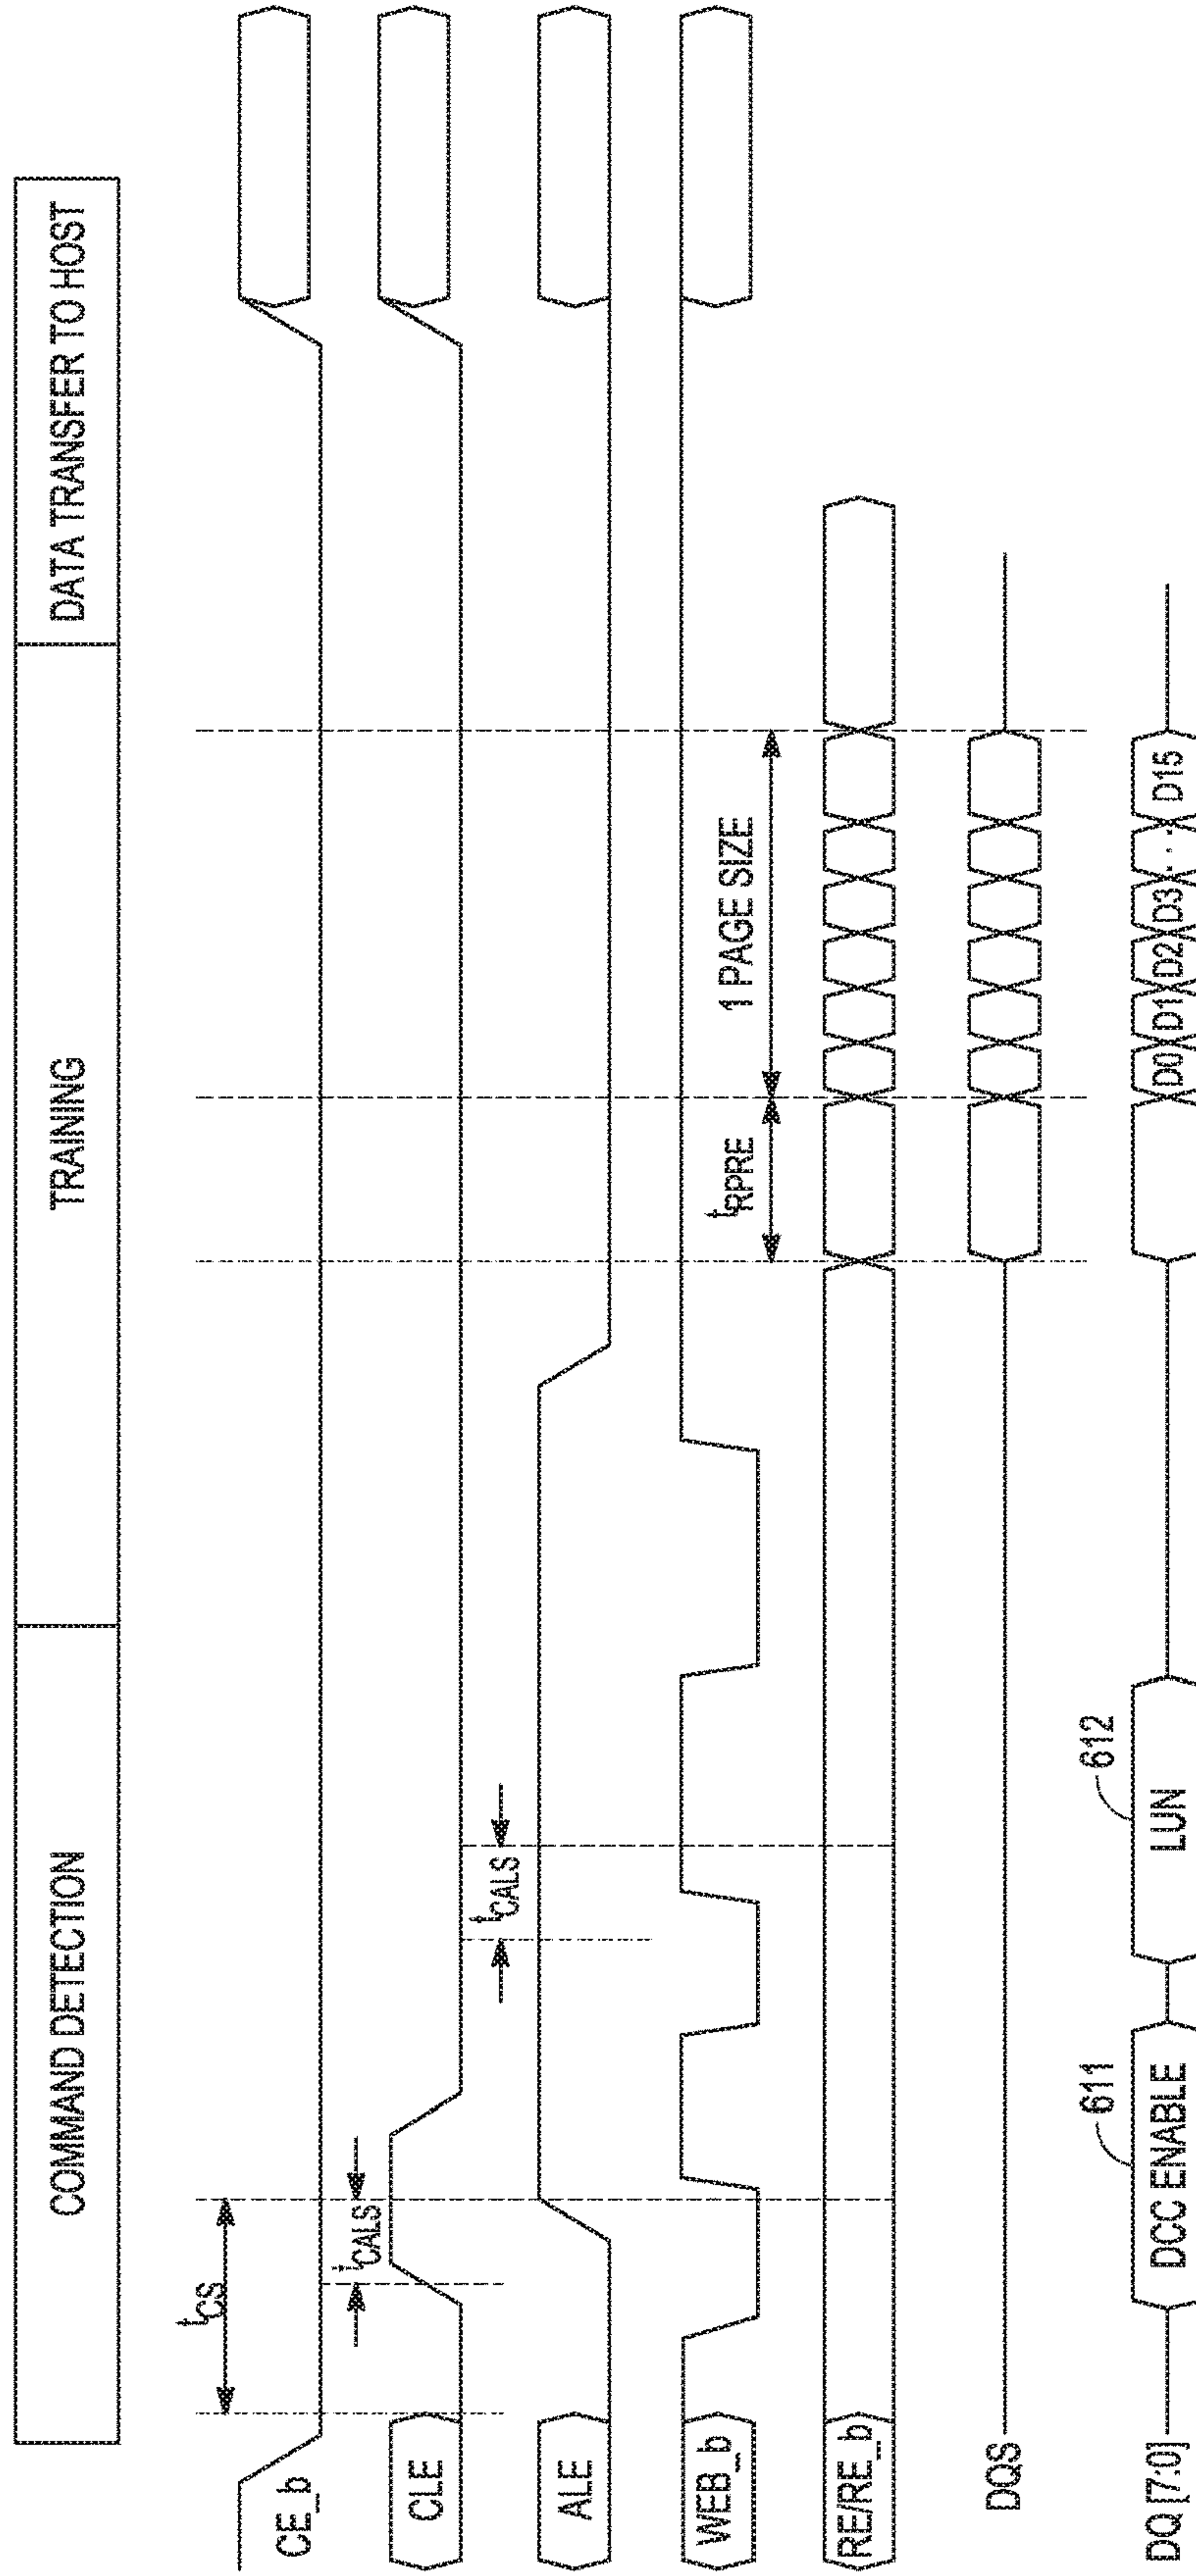 COMMAND DETECTION
TRAINING
DATA TRANSFER TO HOST
tCS
CE_b
tCALS
CLE
tCALS
ALE
WEB_b
tRPRE
1 PAGE SIZE
RE/RE_b
DQS
611
612
DQ [7:0]
DCC ENABLE
LUN
D0 D1 D2 D3 ... D15